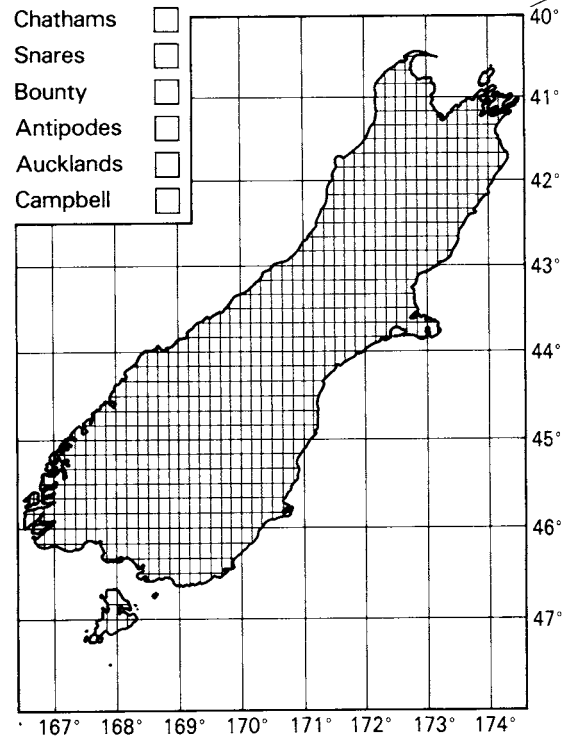 Chathams
Snares
Bounty
Antipodes
Aucklands
Campbell
40°
41°
42°
43°
44°
45°
46°
47°
167° 168° 169° 170° 171° 172° 173° 174°